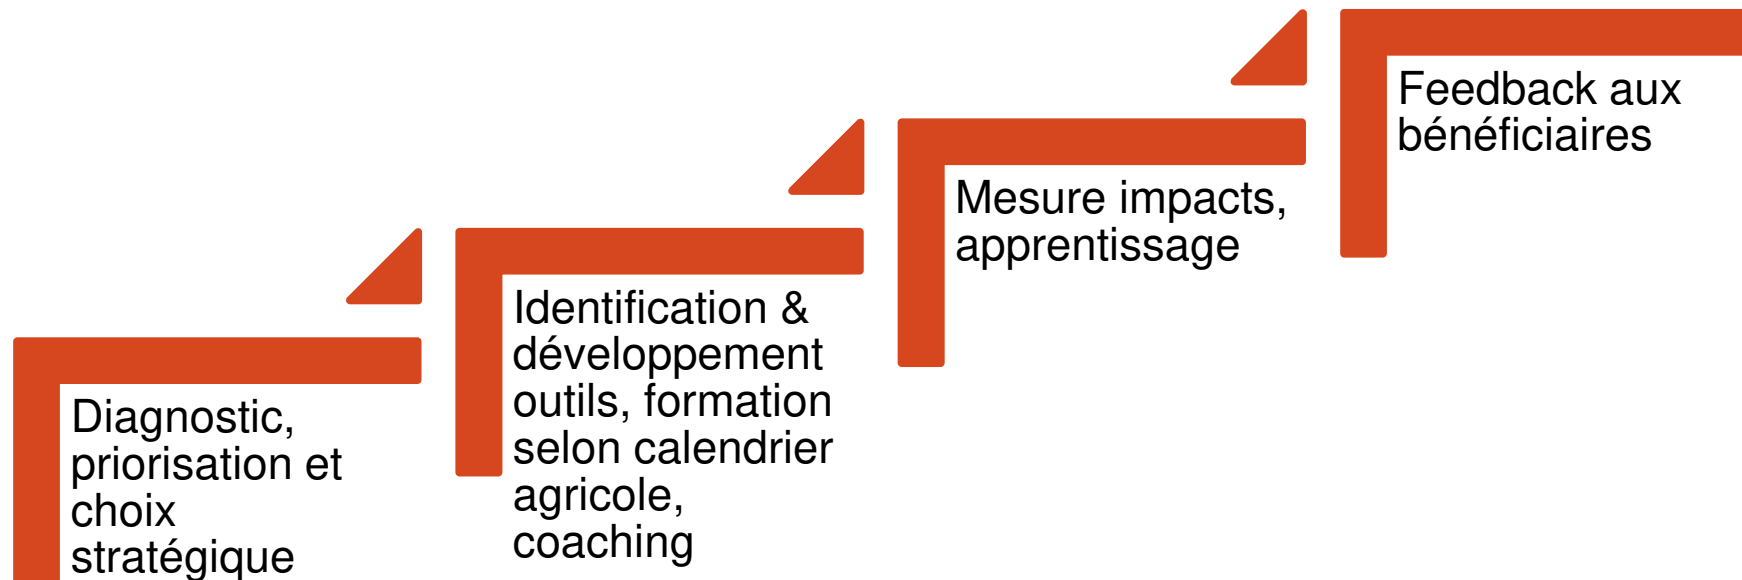 Diagnostic,
priorisation et
choix
stratégique
Identification &
développement
outils, formation
selon calendrier
agricole,
coaching
Mesure impacts,
apprentissage
Feedback aux
bénéficiaires